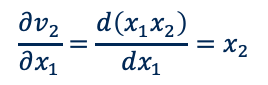 ∂v₂/∂x₁ = d(x₁x₂)/dx₁ = x₂